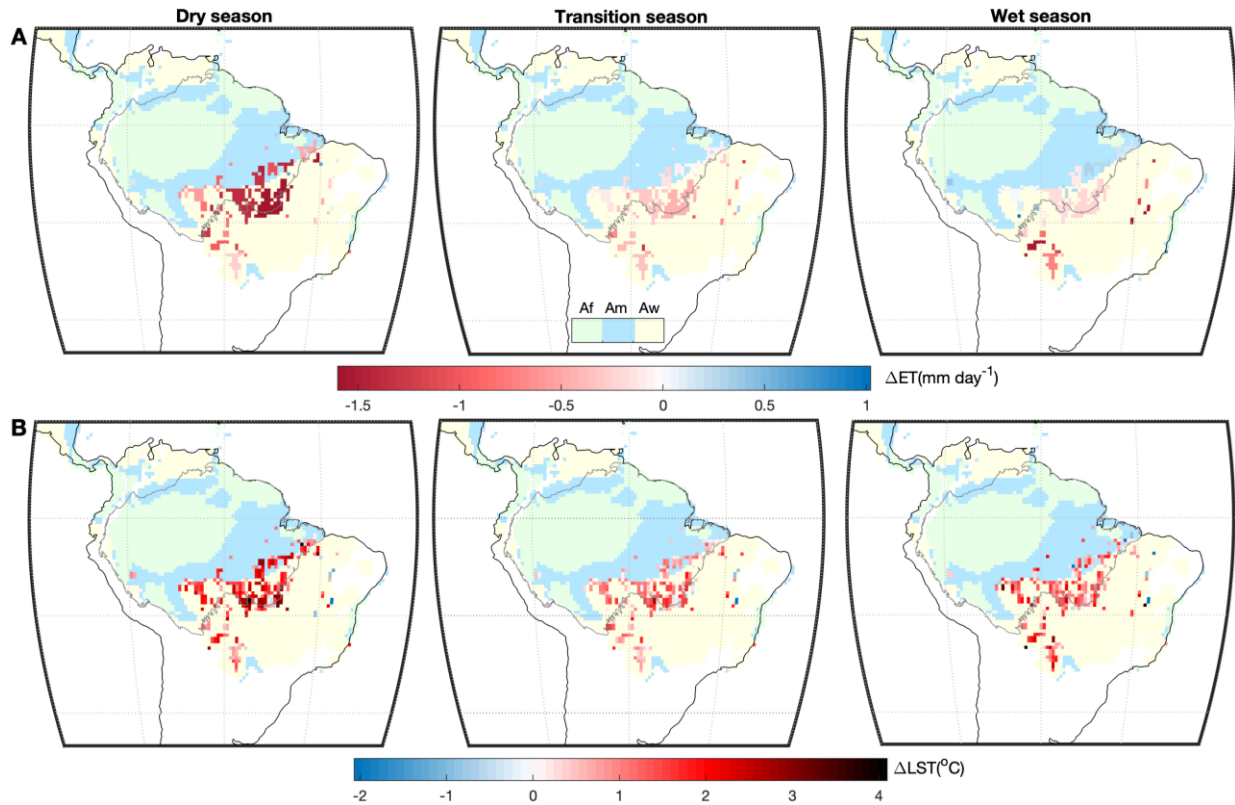 Dry season Transition season Wet season
A
Af Am Aw
-1.5 -1 -0.5 0 0.5 1
ΔET(mm day⁻¹)
B
-2 -1 0 1 2 3 4
ΔLST(°C)